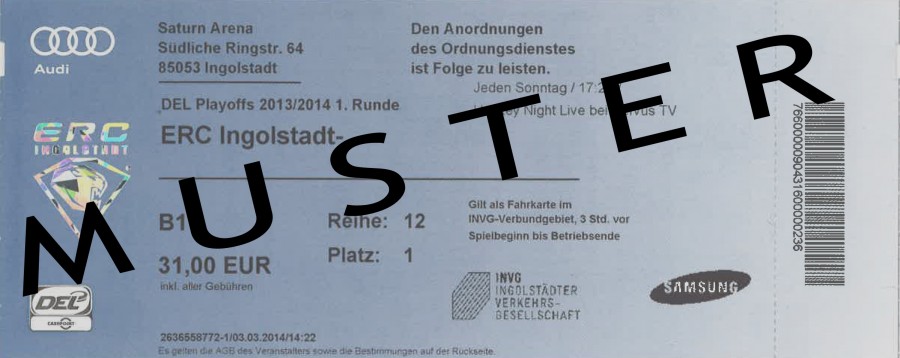 Audi
ERC
INGOLSTADT
DEL
Saturn Arena
Südliche Ringstr. 64
85053 Ingolstadt
Den Anordnungen
des Ordnungsdienstes
ist Folge zu leisten.
Jeden Sonntag / 17:2
Night Live bei TV
DEL Playoffs 2013/2014 1. Runde
ERC Ingolstadt-
B1
Reihe: 12
Platz: 1
31,00 EUR
inkl. aller Gebühren
Gilt als Fahrkarte im
INVG-Verbundgebiet, 3 Std. vor
Spielbeginn bis Betriebsende
INVG
INGOLSTÄDTER
VERKEHRS-
GESELLSCHAFT
SAMSUNG
2636558772-1/03.03.2014/14:22
Es gelten die AGB des Veranstalters sowie die Bestimmungen auf der Rückseite.
MUSTER